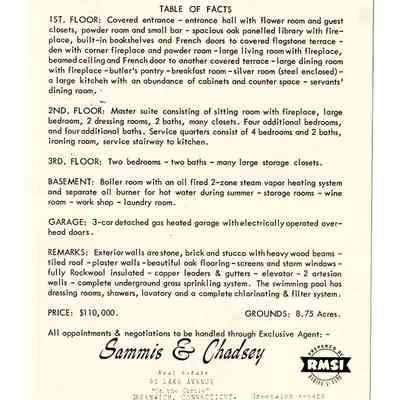 TABLE OF FACTS
1ST. FLOOR: Covered entrance - entrance hall with flower room and guest
closets, powder room and small bar - spacious oak panelled library with fire-
place, built-in bookshelves and French doors to covered flagstone terrace -
den with corner fireplace and powder room - large living room with fireplace,
beamed ceiling and French door to another covered terrace - large dining room
with fireplace - butler's pantry - breakfast room - silver room (steel enclosed) -
a large kitchen with an abundance of cabinets and counter space - servants'
dining room.
2ND. FLOOR: Master suite consisting of sitting room with fireplace, large
bedroom, 2 dressing rooms, 2 baths, many closets. Four additional bedrooms,
and four additional baths. Service quarters consist of 4 bedrooms and 2 baths,
ironing room, service stairway to kitchen.
3RD. FLOOR: Two bedrooms - two baths - many large storage closets.
BASEMENT: Boiler room with an oil fired 2-zone steam vapor heating system
and separate oil burner for hot water during summer - storage rooms - wine
room - work shop - laundry room.
GARAGE: 3-car detached gas heated garage with electrically operated over-
head doors.
REMARKS: Exterior walls are stone, brick and stucco with heavy wood beams -
tiled roof - plaster walls - beautiful oak flooring - screens and storm windows -
fully Rockwool insulated - copper leaders & gutters - elevator - 2 artesian
wells - complete underground grass sprinkling system. The swimming pool has
dressing rooms, showers, lavatory and a complete chlorinating & filter system.
PRICE: $110,000. GROUNDS: 8.75 Acres.
All appointments & negotiations to be handled through Exclusive Agent: -
Sammis & Chadsey
PREPARED BY
RMSI
Real Estate
LAKE AVENUE
"On the Circle"
GREENWICH, CONNECTICUT. Greenwich